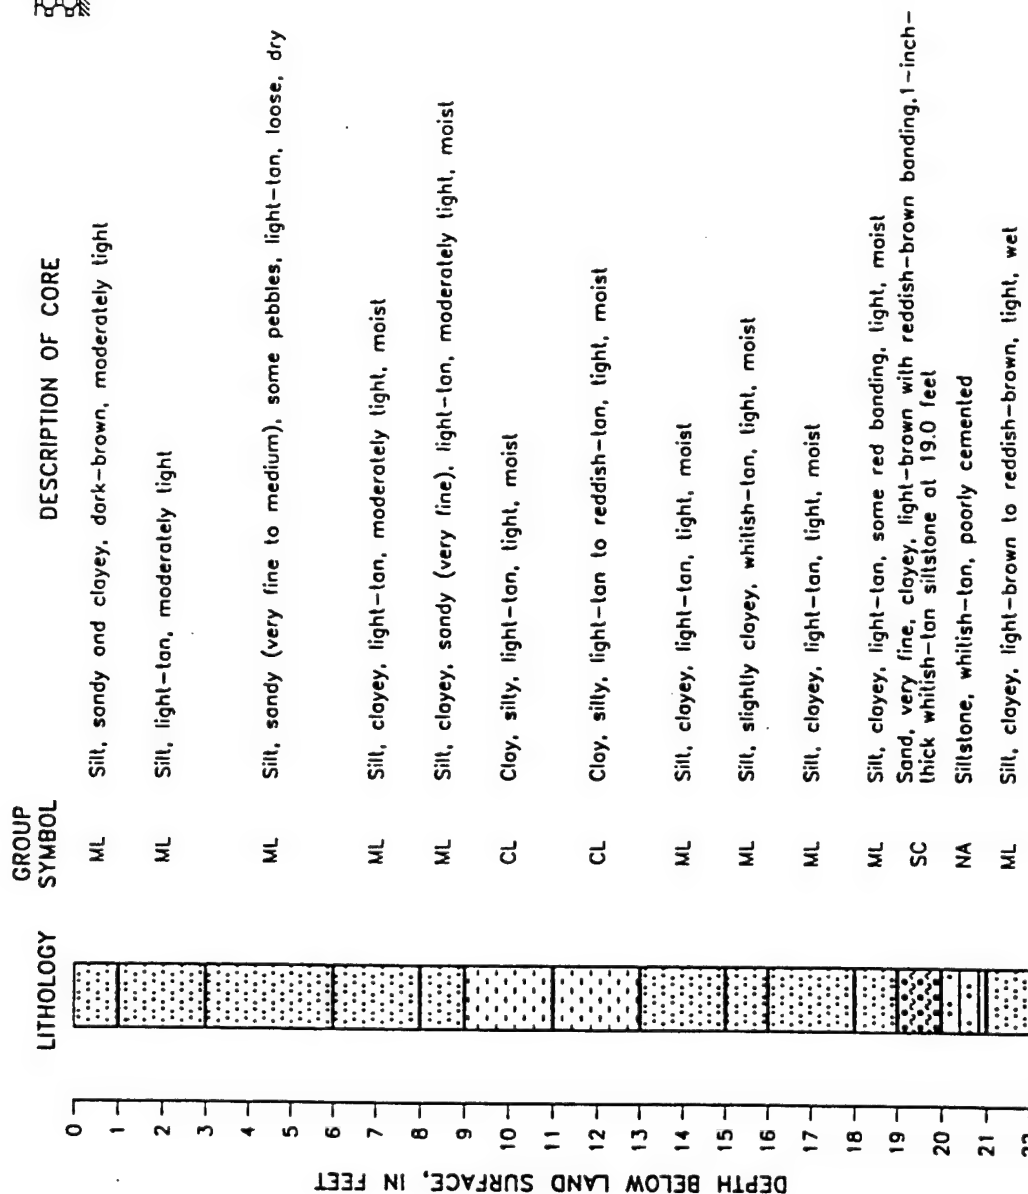 DEPTH BELOW LAND SURFACE, IN FEET
LITHOLOGY
GROUP
SYMBOL
DESCRIPTION OF CORE
0
1
2
3
4
5
6
7
8
9
10
11
12
13
14
15
16
17
18
19
20
21
ML Silt, sandy and clayey, dark-brown, moderately tight
ML Silt, light-tan, moderately tight
ML Silt, sandy (very fine to medium), some pebbles, light-tan, loose, dry
ML Silt, clayey, light-tan, moderately tight, moist
ML Silt, clayey, sandy (very fine), light-tan, moderately tight, moist
CL Clay, silty, light-tan, tight, moist
CL Clay, silty, light-tan to reddish-tan, tight, moist
ML Silt, clayey, light-tan, tight, moist
ML Silt, slightly clayey, whitish-tan, tight, moist
ML Silt, clayey, light-tan, tight, moist
ML Silt, clayey, light-tan, some red banding, tight, moist
SC Sand, very fine, clayey, light-brown with reddish-brown banding,1-inch-
thick whitish-tan siltstone at 19.0 feet
NA Siltstone, whitish-tan, poorly cemented
ML Silt, clayey, light-brown to reddish-brown, tight, wet